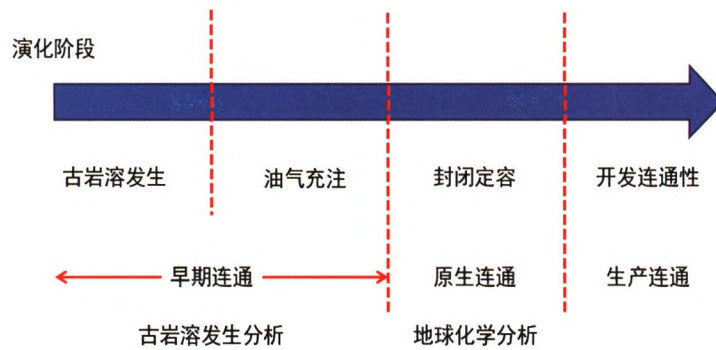 演化阶段
古岩溶发生 油气充注 封闭定容 开发连通性
早期连通 原生连通 生产连通
古岩溶发生分析 地球化学分析